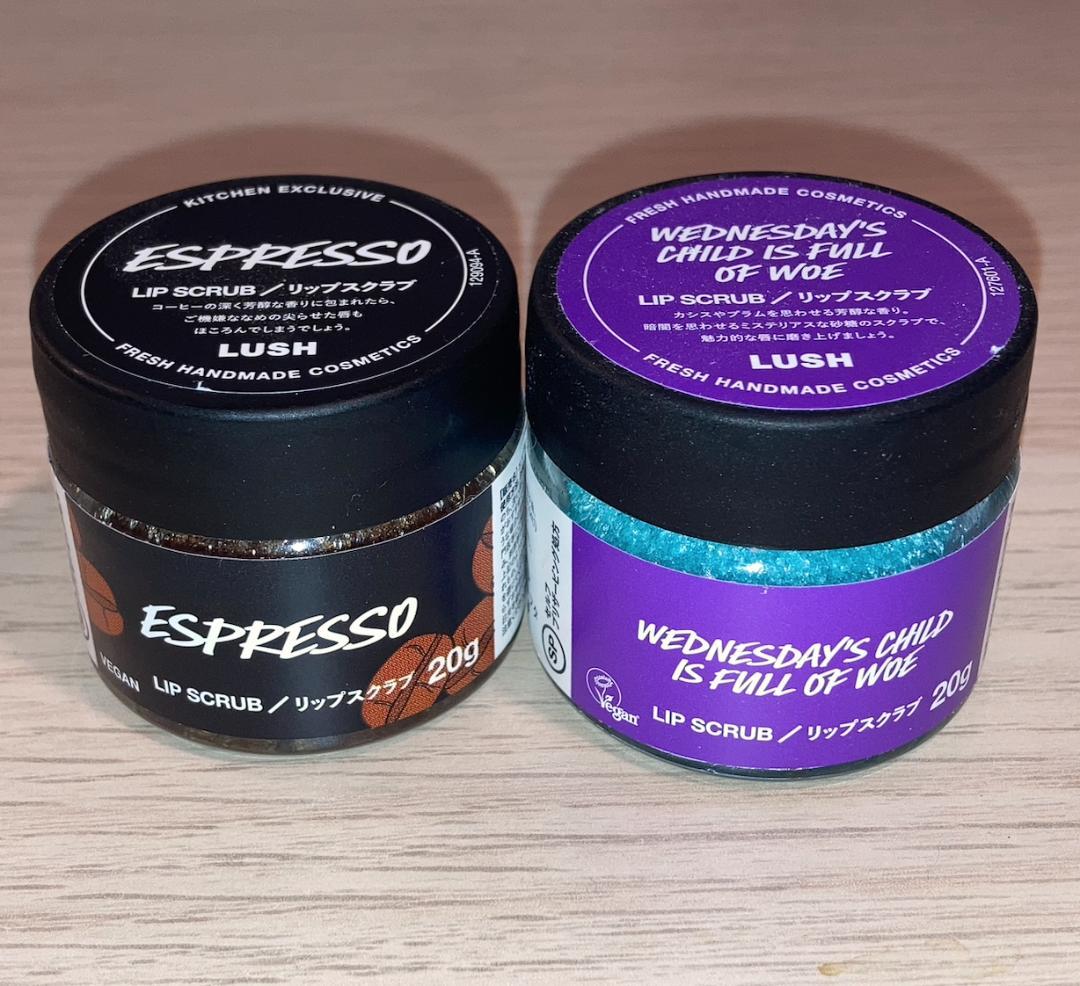 KITCHEN EXCLUSIVE
ESPRESSO
LIP SCRUB／リップスクラブ
コーヒーの深く芳醇な香りに包まれたら、
ご機嫌ななめの尖らせた唇も
ほころんでしまうでしょう。
LUSH
FRESH HANDMADE COSMETICS
129094-A
ESPRESSO
VEGAN
LIP SCRUB／リップスクラブ 20g
FRESH HANDMADE COSMETICS
WEDNESDAY'S
CHILD IS FULL
OF WOE
LIP SCRUB／リップスクラブ
カシスやプラムを思わせる芳醇な香り。
暗闇を思わせるミステリアスな砂糖のスクラブで、
魅力的な唇に磨き上げましょう。
LUSH
FRESH HANDMADE COSMETICS
127601-A
SP
WEDNESDAY'S CHILD
IS FULL OF WOE
Vegan
LIP SCRUB／リップスクラブ 20g